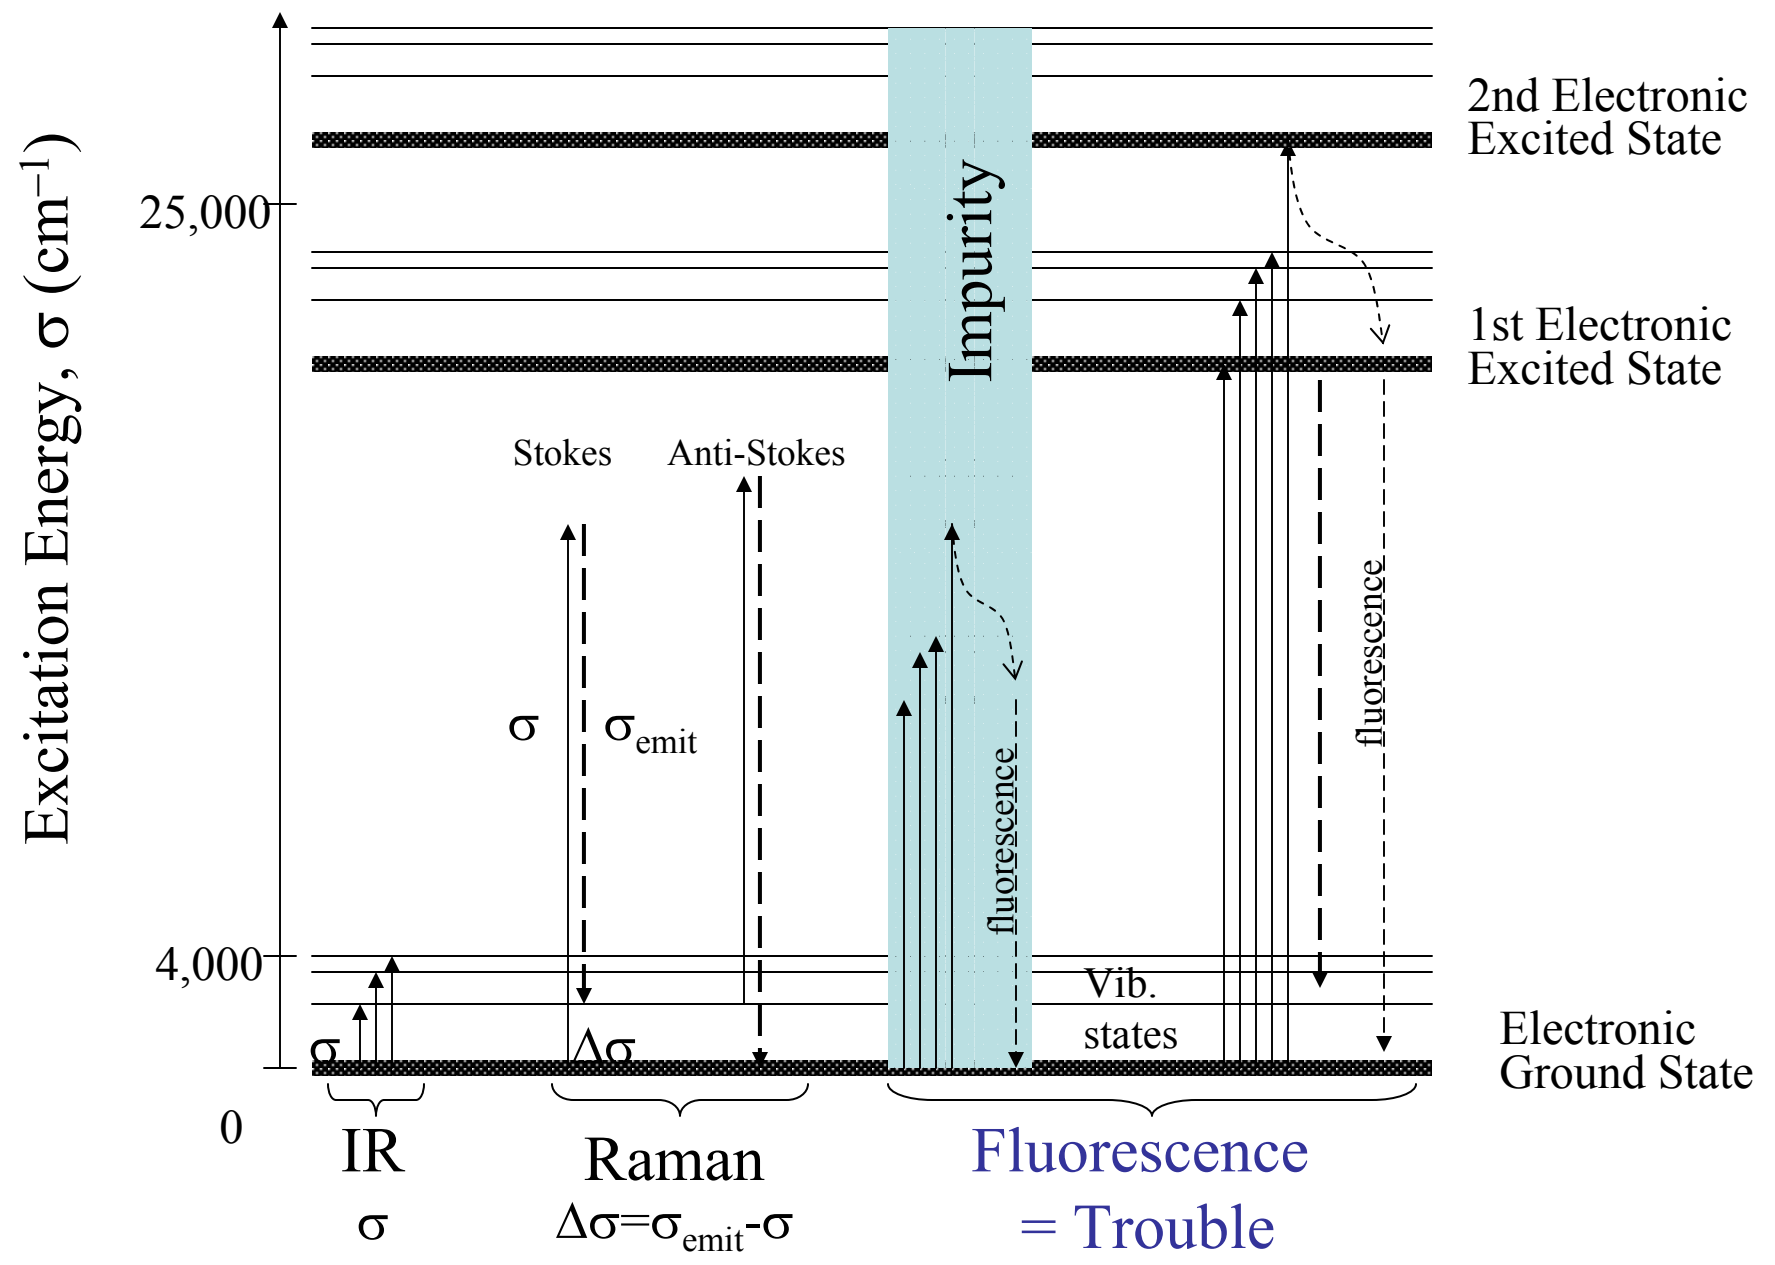 Excitation Energy, σ (cm⁻¹)
25,000
4,000
0
2nd Electronic
Excited State
1st Electronic
Excited State
Electronic
Ground State
Impurity
Stokes
Anti-Stokes
σ
σemit
fluorescence
fluorescence
Vib.
states
σ
Δσ
IR
σ
Raman
Δσ=σemit-σ
Fluorescence
= Trouble